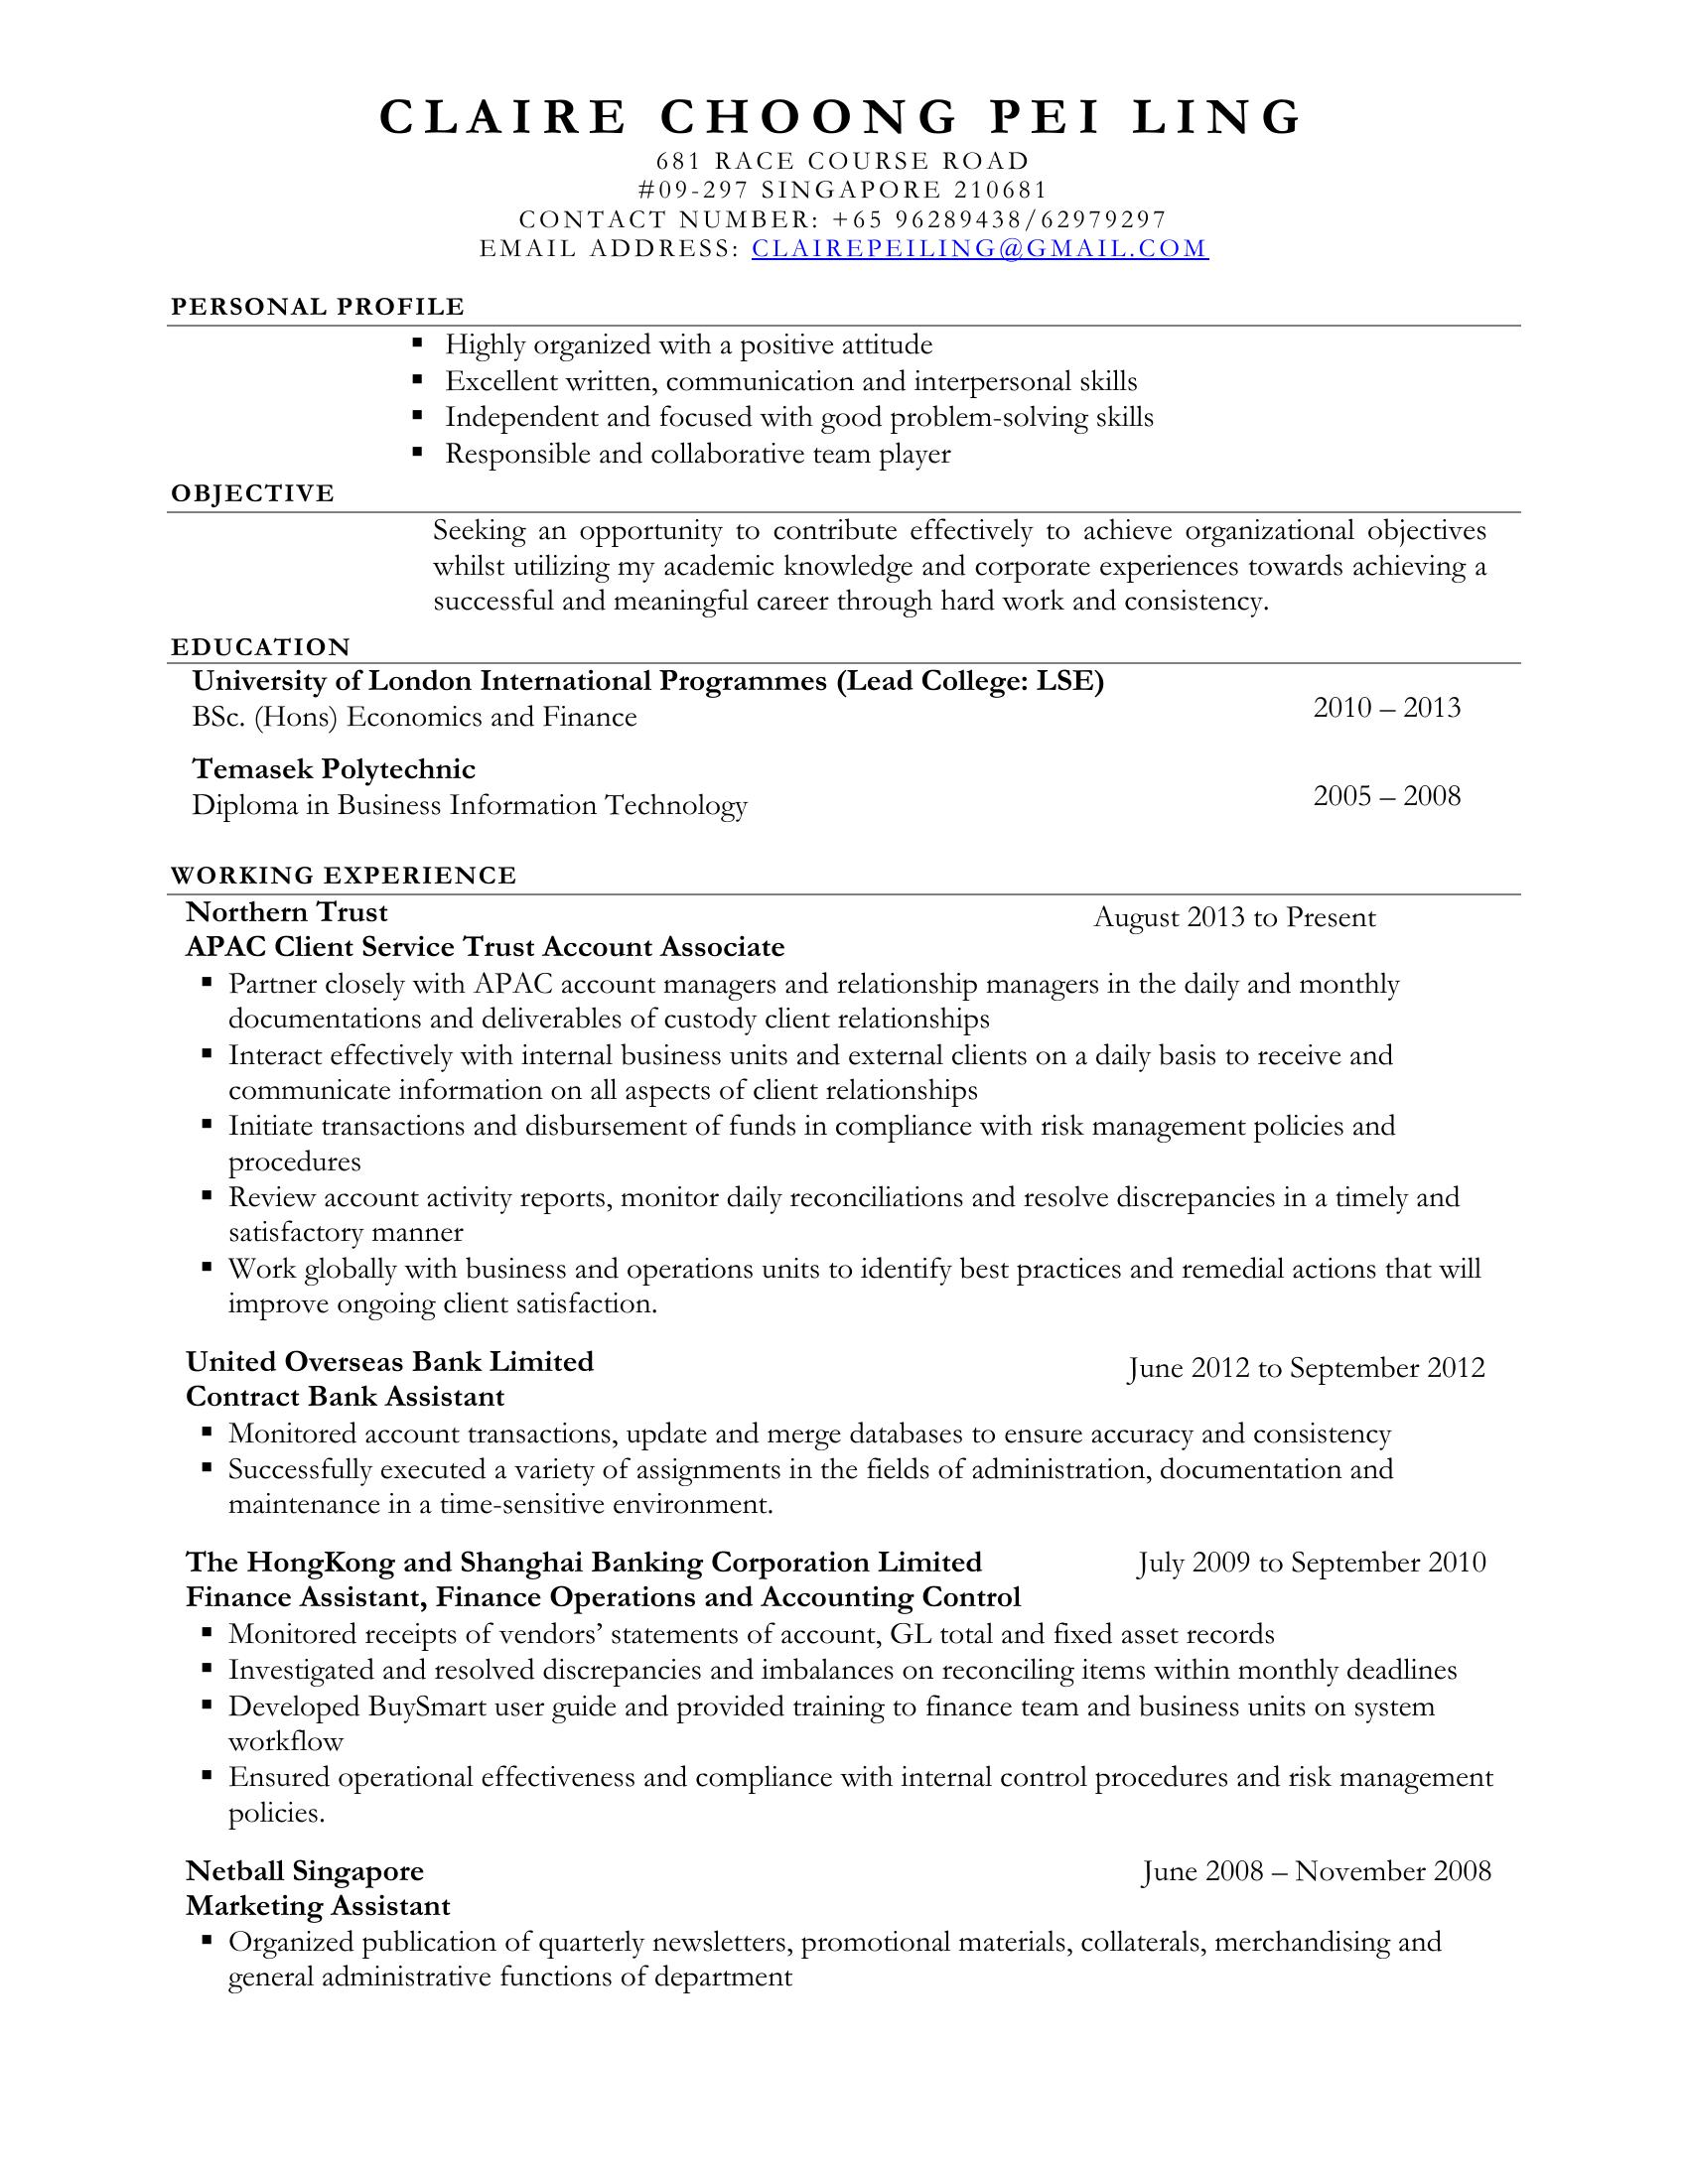 CLAIRE CHOONG PEI LING
681 RACE COURSE ROAD
#09-297 SINGAPORE 210681
CONTACT NUMBER: +65 96289438/62979297
EMAIL ADDRESS: CLAIREPEILING@GMAIL.COM
PERSONAL PROFILE
▪ Highly organized with a positive attitude
▪ Excellent written, communication and interpersonal skills
▪ Independent and focused with good problem-solving skills
▪ Responsible and collaborative team player
OBJECTIVE
Seeking an opportunity to contribute effectively to achieve organizational objectives
whilst utilizing my academic knowledge and corporate experiences towards achieving a
successful and meaningful career through hard work and consistency.
EDUCATION
University of London International Programmes (Lead College: LSE)
BSc. (Hons) Economics and Finance
2010 – 2013
Temasek Polytechnic
Diploma in Business Information Technology
2005 – 2008
WORKING EXPERIENCE
Northern Trust
August 2013 to Present
APAC Client Service Trust Account Associate
▪ Partner closely with APAC account managers and relationship managers in the daily and monthly
documentations and deliverables of custody client relationships
▪ Interact effectively with internal business units and external clients on a daily basis to receive and
communicate information on all aspects of client relationships
▪ Initiate transactions and disbursement of funds in compliance with risk management policies and
procedures
▪ Review account activity reports, monitor daily reconciliations and resolve discrepancies in a timely and
satisfactory manner
▪ Work globally with business and operations units to identify best practices and remedial actions that will
improve ongoing client satisfaction.
United Overseas Bank Limited
June 2012 to September 2012
Contract Bank Assistant
▪ Monitored account transactions, update and merge databases to ensure accuracy and consistency
▪ Successfully executed a variety of assignments in the fields of administration, documentation and
maintenance in a time-sensitive environment.
The HongKong and Shanghai Banking Corporation Limited
July 2009 to September 2010
Finance Assistant, Finance Operations and Accounting Control
▪ Monitored receipts of vendors’ statements of account, GL total and fixed asset records
▪ Investigated and resolved discrepancies and imbalances on reconciling items within monthly deadlines
▪ Developed BuySmart user guide and provided training to finance team and business units on system
workflow
▪ Ensured operational effectiveness and compliance with internal control procedures and risk management
policies.
Netball Singapore
June 2008 – November 2008
Marketing Assistant
▪ Organized publication of quarterly newsletters, promotional materials, collaterals, merchandising and
general administrative functions of department